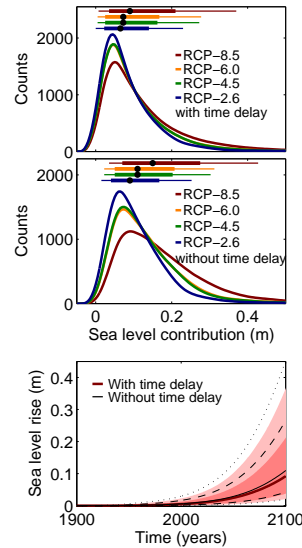 2000
Counts
1000
0
RCP−8.5
RCP−6.0
RCP−4.5
RCP−2.6
with time delay
2000
Counts
1000
0
RCP−8.5
RCP−6.0
RCP−4.5
RCP−2.6
without time delay
0 0.2 0.4
Sea level contribution (m)
0.4
0.3
0.2
0.1
0
Sea level rise (m)
With time delay
Without time delay
1900 2000 2100
Time (years)